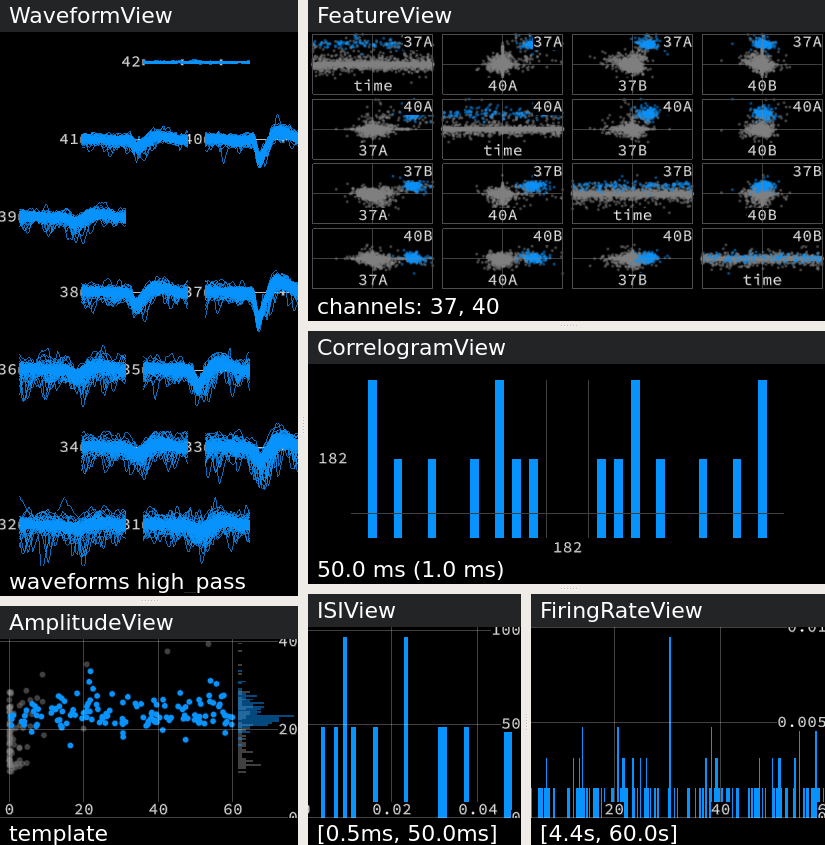 WaveformView
42
41 40
39
38 37
36 35
34 33
32 31
waveforms high_pass
FeatureView
37A 37A 37A 37A
time 40A 37B 40B
40A 40A 40A 40A
37A time 37B 40B
37B 37B 37B 37B
37A 40A time 40B
40B 40B 40B 40B
37A 40A 37B time
channels: 37, 40
CorrelogramView
182
182
50.0 ms (1.0 ms)
AmplitudeView
40
20
0
0 20 40 60
template
ISIView
100
50
0
0.02 0.04
[0.5ms, 50.0ms]
FiringRateView
0.01
0.005
20 40
[4.4s, 60.0s]